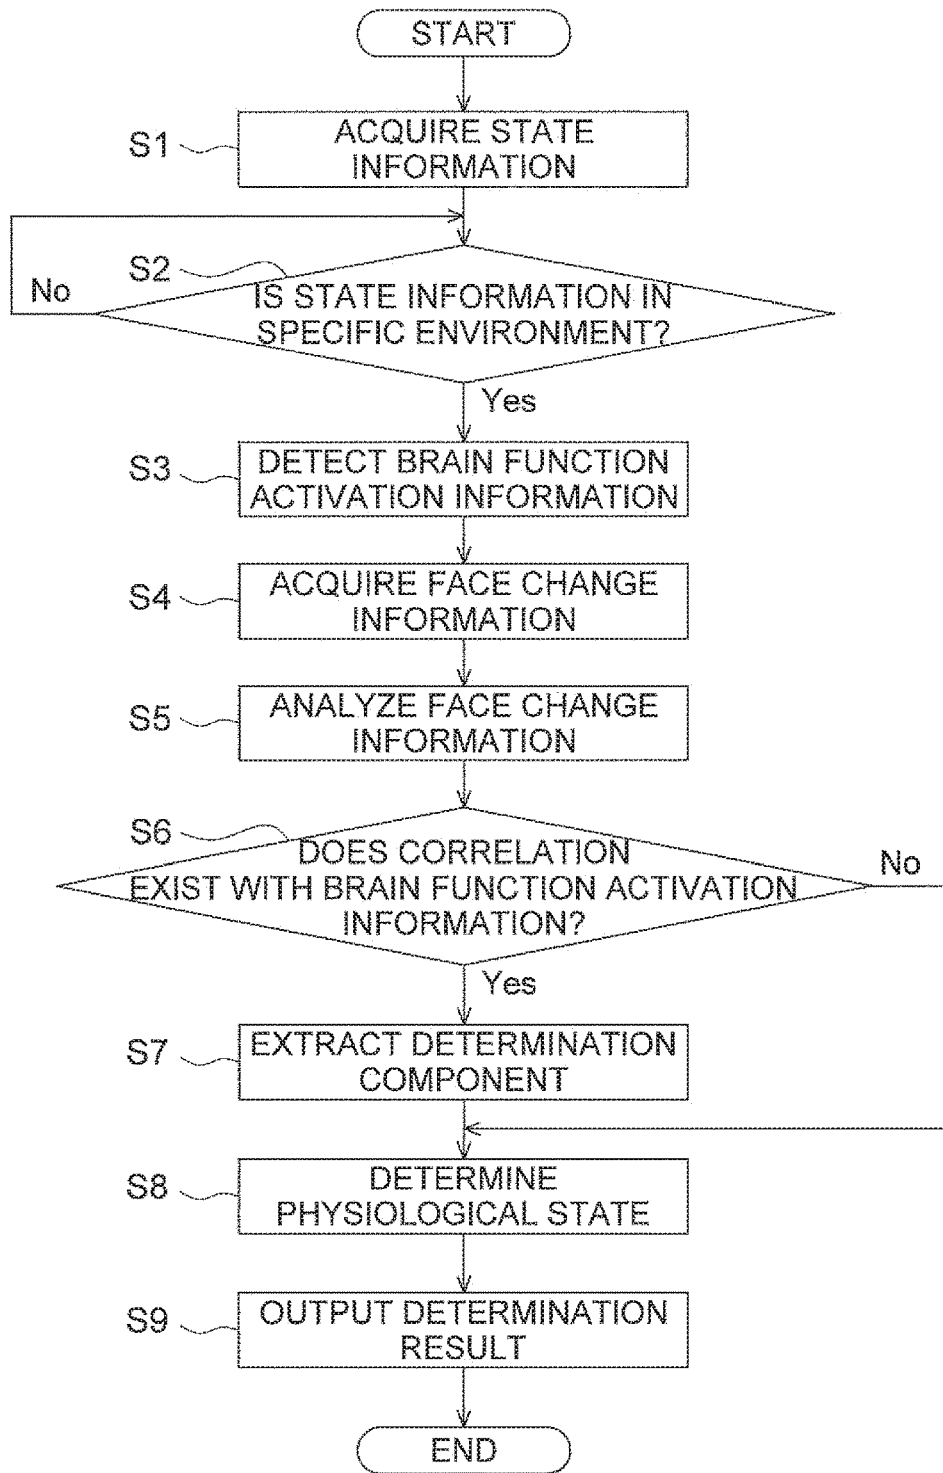 START
S1
ACQUIRE STATE
INFORMATION
S2
No
IS STATE INFORMATION IN
SPECIFIC ENVIRONMENT?
Yes
S3
DETECT BRAIN FUNCTION
ACTIVATION INFORMATION
S4
ACQUIRE FACE CHANGE
INFORMATION
S5
ANALYZE FACE CHANGE
INFORMATION
S6
DOES CORRELATION
EXIST WITH BRAIN FUNCTION ACTIVATION
INFORMATION?
No
Yes
S7
EXTRACT DETERMINATION
COMPONENT
S8
DETERMINE
PHYSIOLOGICAL STATE
S9
OUTPUT DETERMINATION
RESULT
END